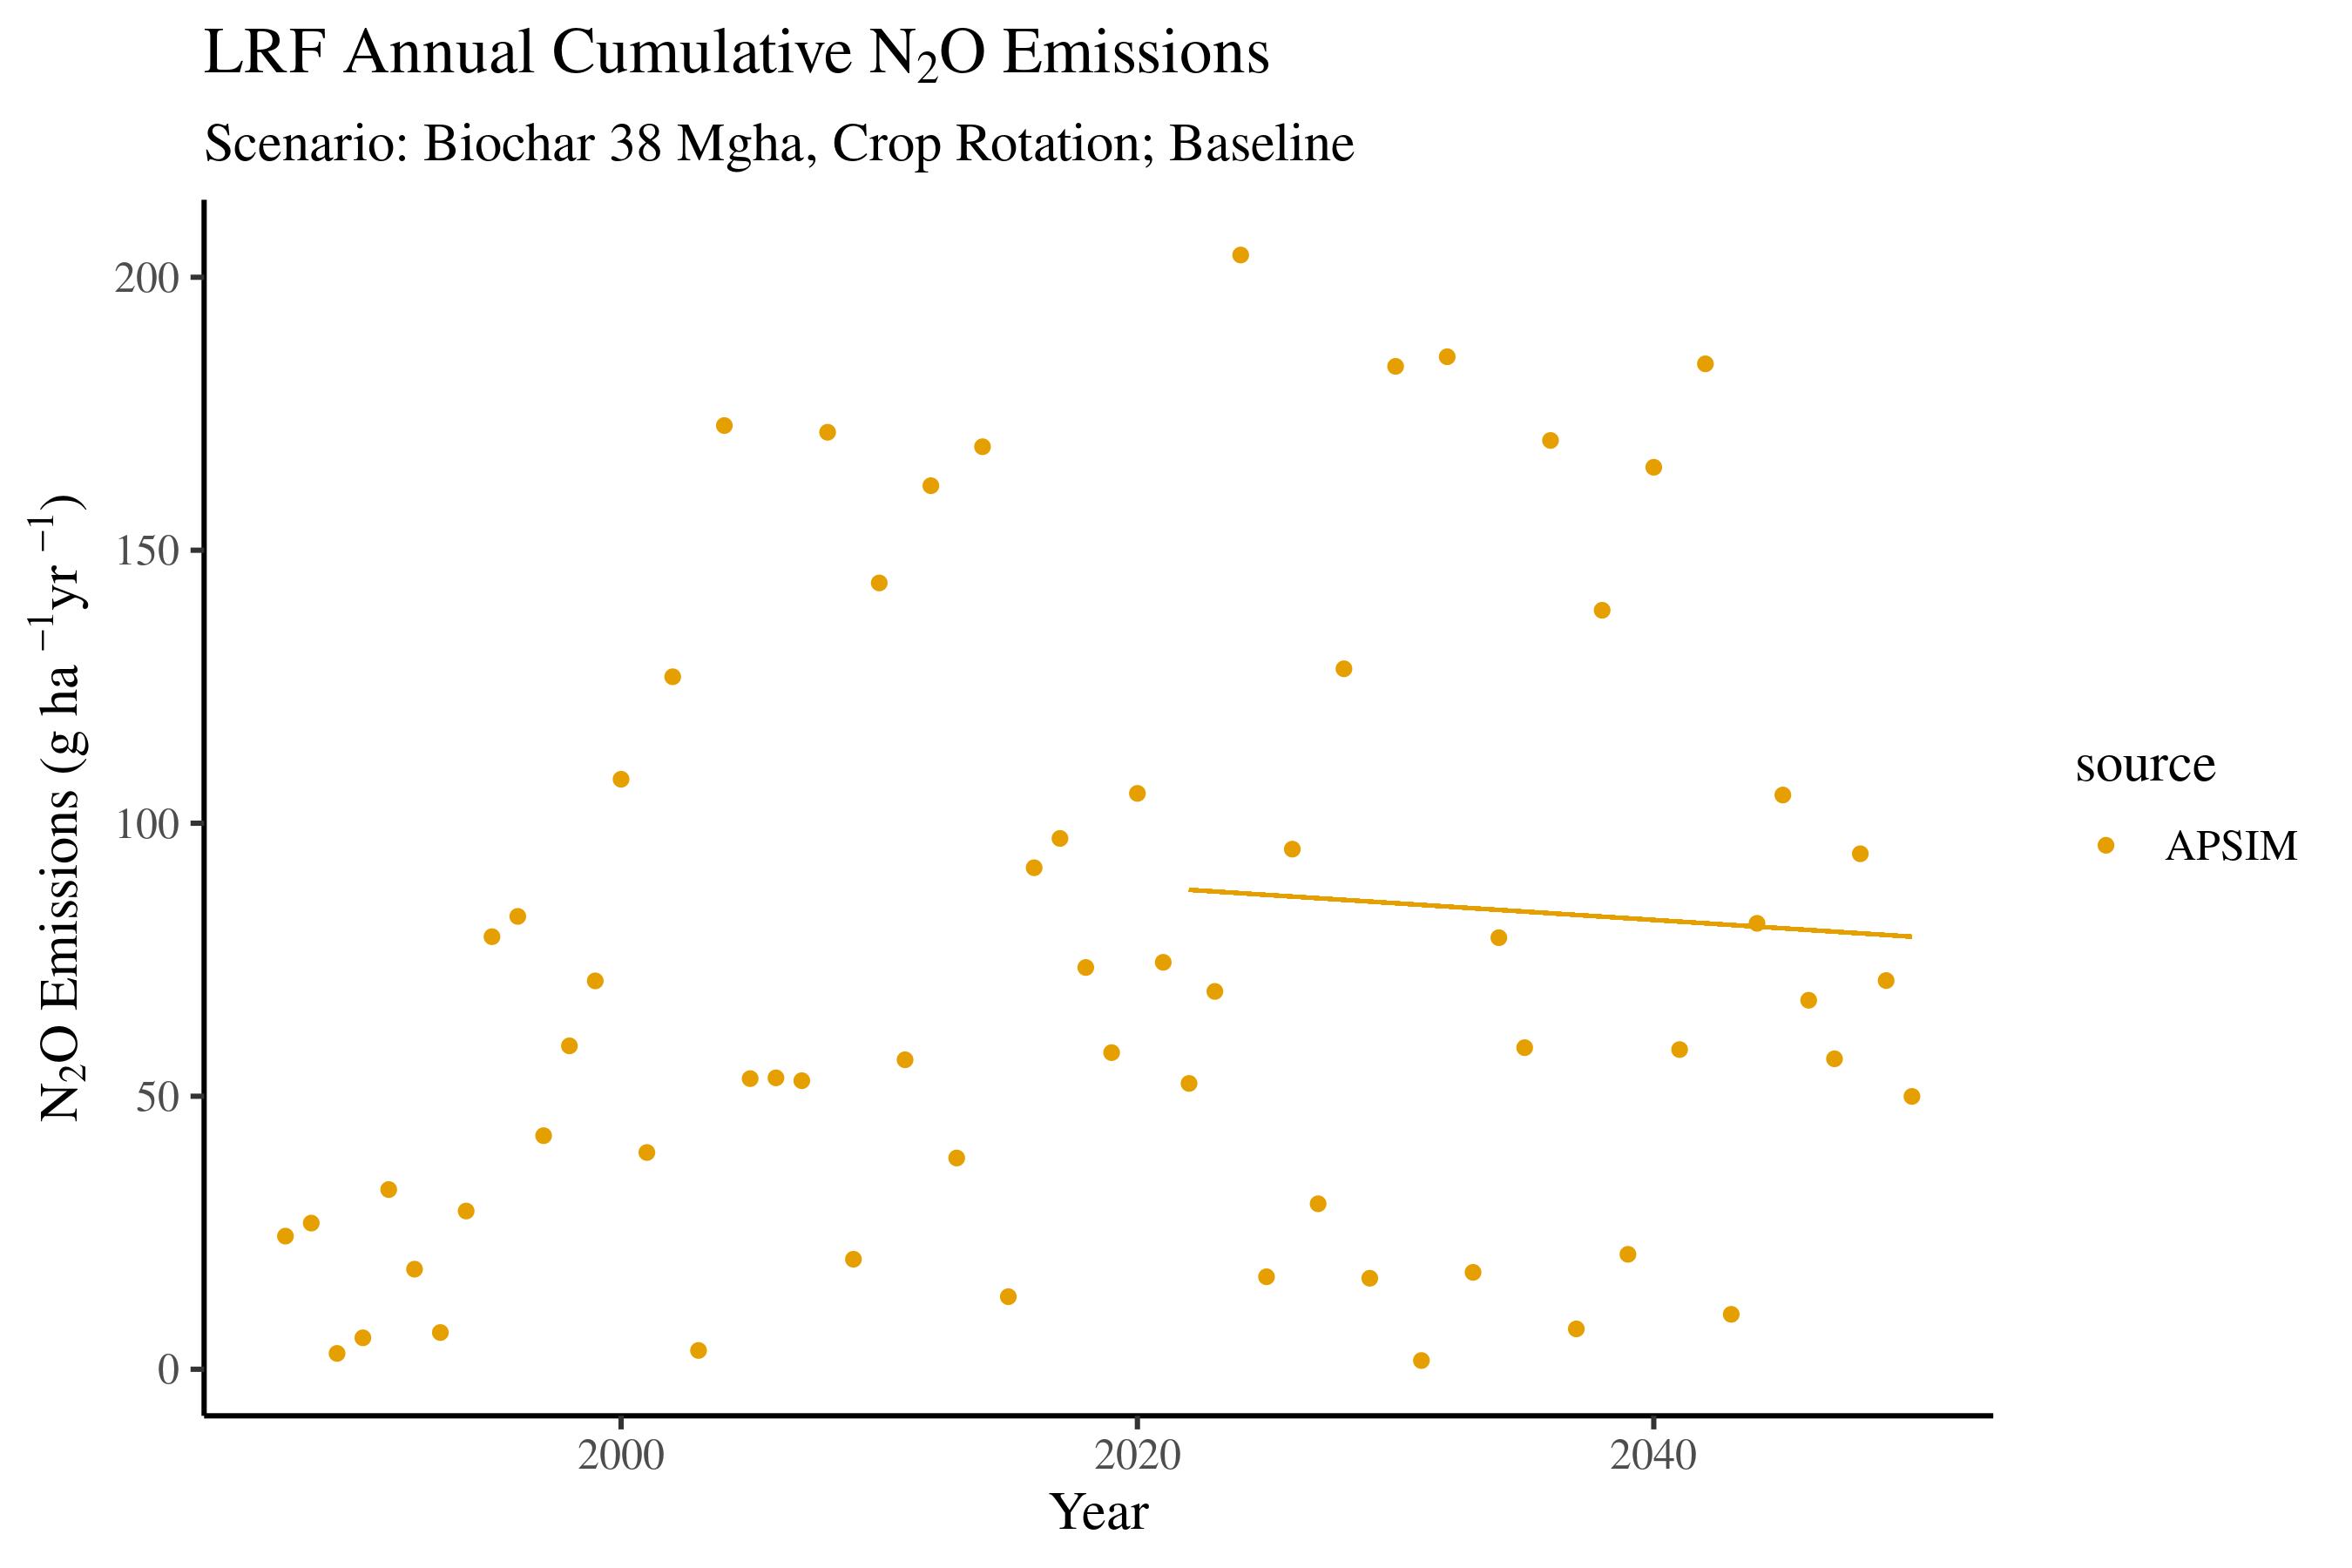 LRF Annual Cumulative N₂O Emissions
Scenario: Biochar 38 Mgha, Crop Rotation; Baseline
N₂O Emissions (g ha⁻¹yr⁻¹)
200
150
100
50
0
2000 2020 2040
Year
source
APSIM